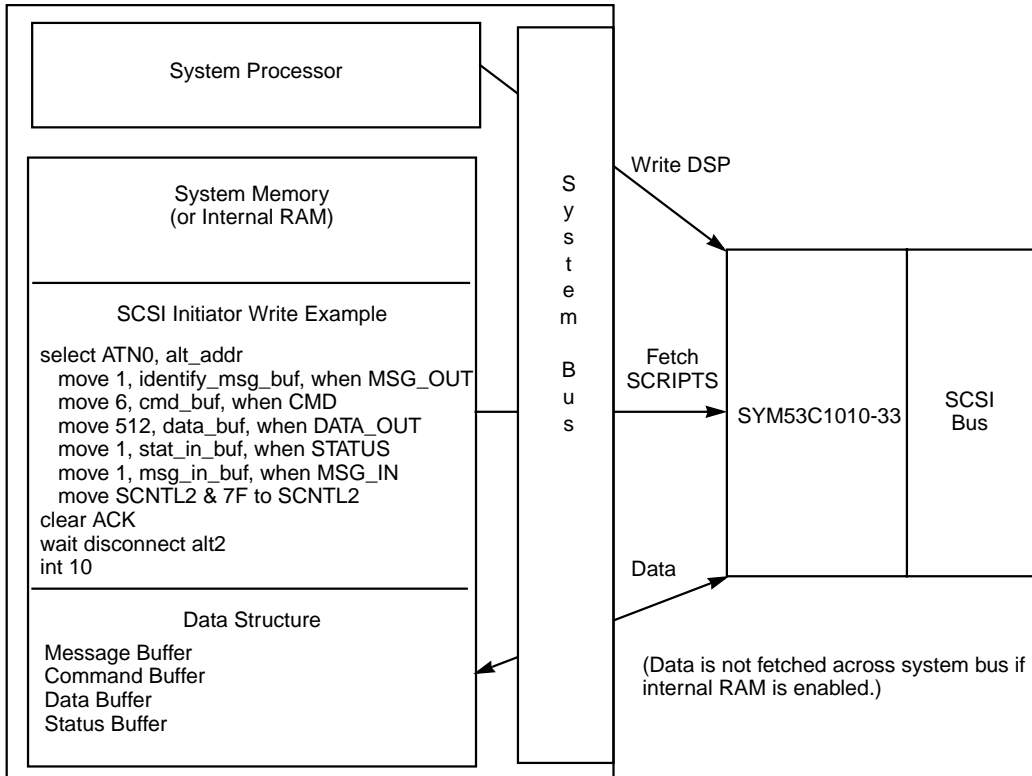 System Processor
System Memory
(or Internal RAM)
SCSI Initiator Write Example
select ATN0, alt_addr
move 1, identify_msg_buf, when MSG_OUT
move 6, cmd_buf, when CMD
move 512, data_buf, when DATA_OUT
move 1, stat_in_buf, when STATUS
move 1, msg_in_buf, when MSG_IN
move SCNTL2 & 7F to SCNTL2
clear ACK
wait disconnect alt2
int 10
Data Structure
Message Buffer
Command Buffer
Data Buffer
Status Buffer
System Bus
Write DSP
Fetch
SCRIPTS
Data
SYM53C1010-33
SCSI
Bus
(Data is not fetched across system bus if
internal RAM is enabled.)